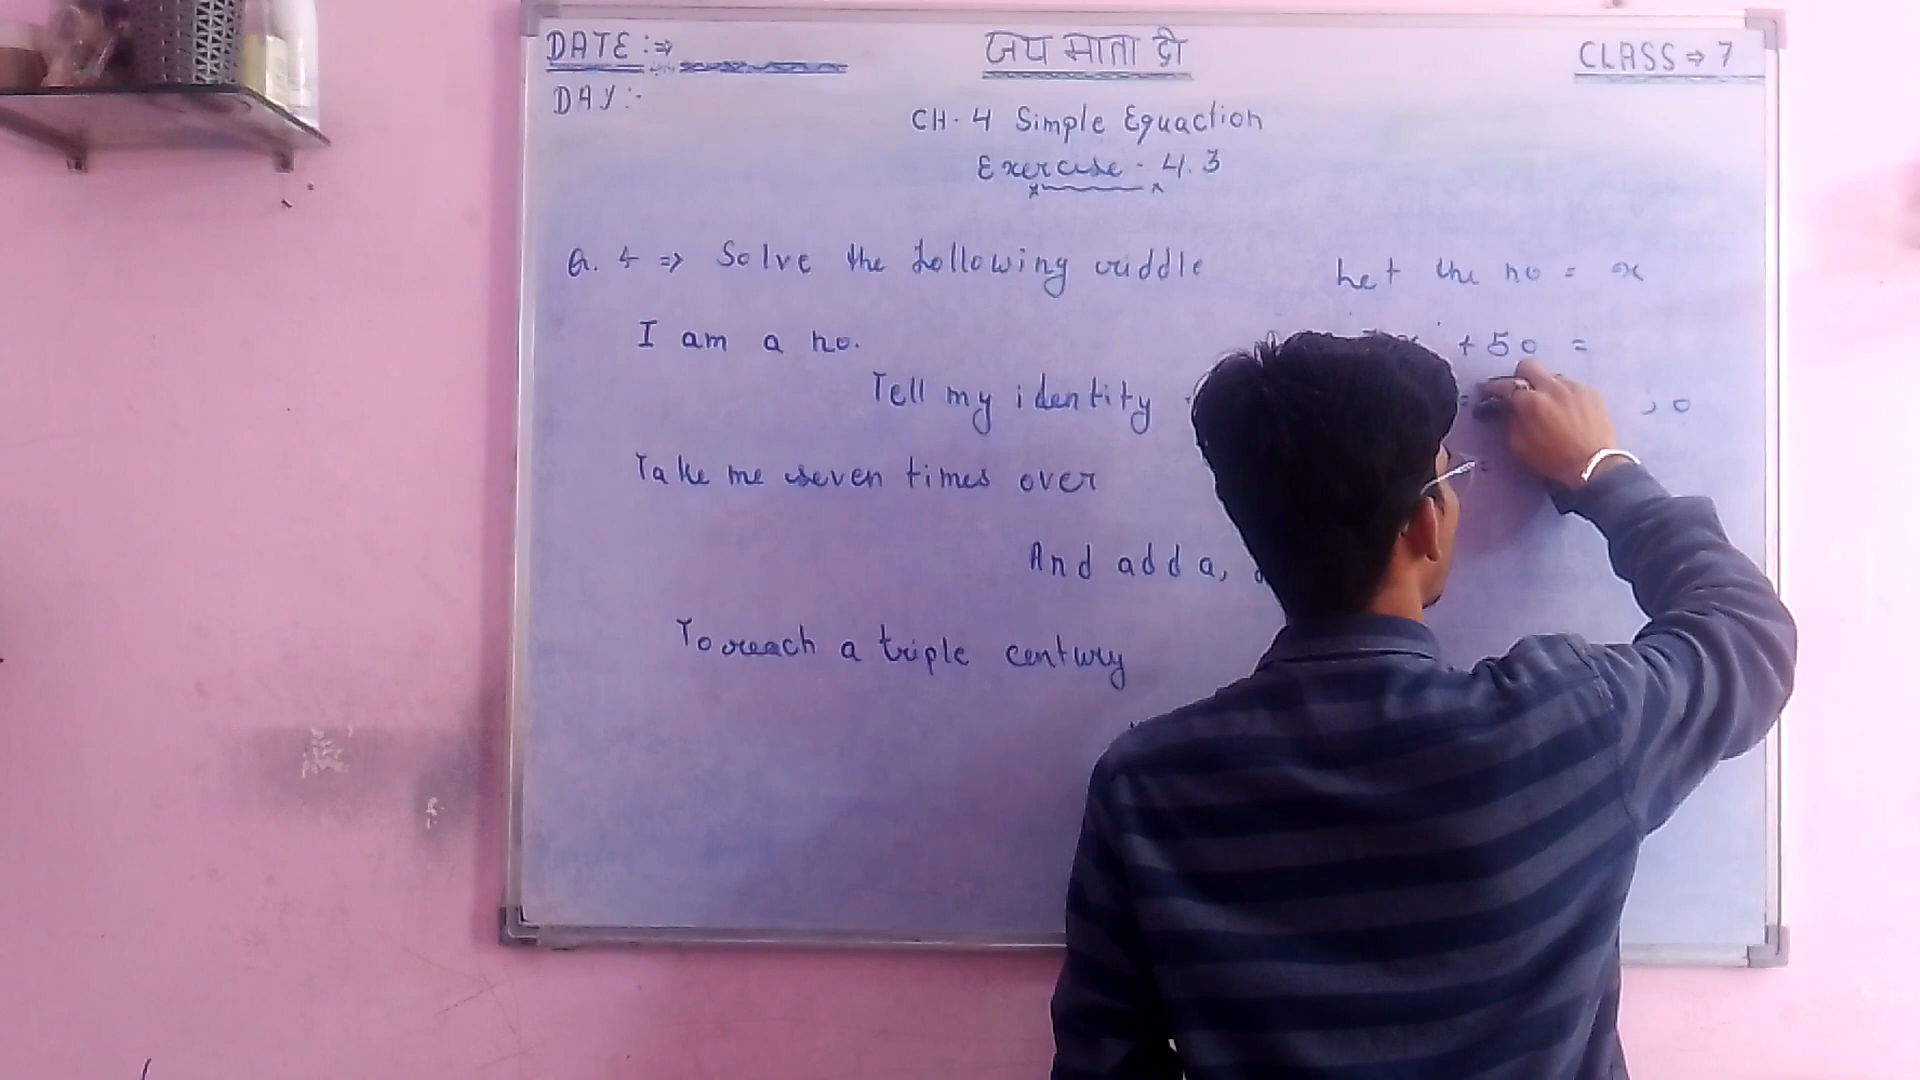 DATE :⇒
जय माता दी
CLASS → 7
DAY :-
CH. 4 Simple Equaction
Exercise - 4.3
Q. 4 ⇒ Solve the following riddle
I am a no.
Tell my identity
Take me seven times over
And add a,
To reach a triple century
Let the no = x
+ 50 =